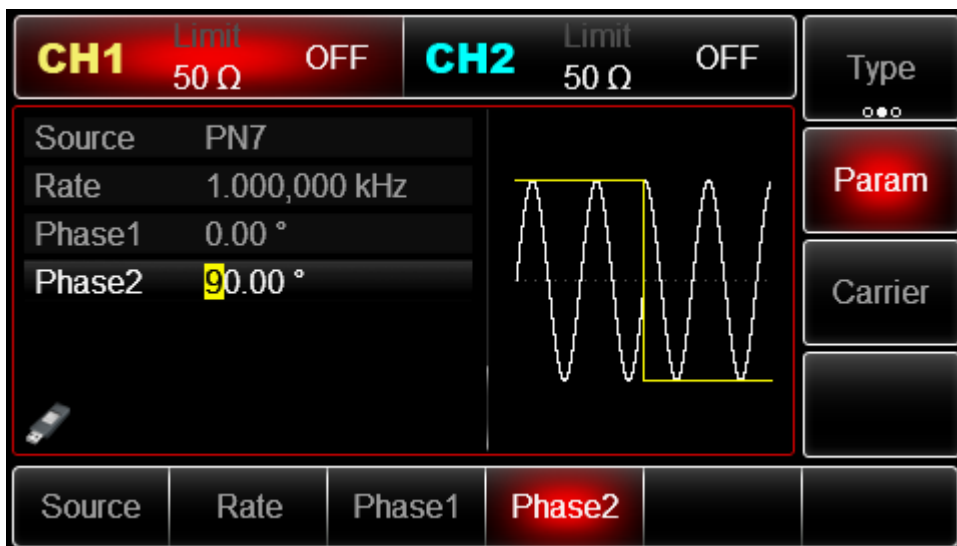 CH1 Limit 50 Ω OFF CH2 Limit 50 Ω OFF
Type
Source PN7
Rate 1.000,000 kHz
Phase1 0.00 °
Phase2 90.00 °
Param
Carrier
Source Rate Phase1 Phase2